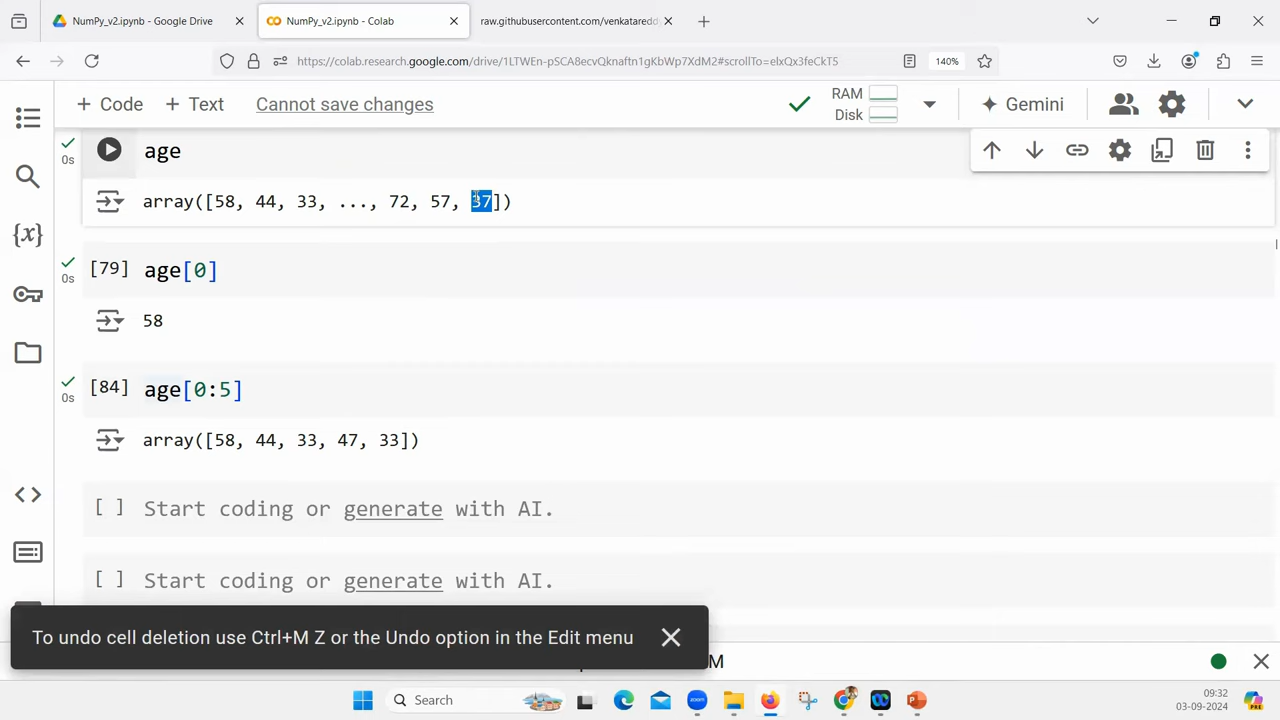 NumPy_v2.ipynb - Google Drive
NumPy_v2.ipynb - Colab
raw.githubusercontent.com/venkatareddy
https://colab.research.google.com/drive/1LTWEn-pSCA8ecvQknaftn1gKbWp7XdM2#scrollTo=eIxQx3feCkT5
140%
+ Code
+ Text
Cannot save changes
RAM
Disk
Gemini
0s
age
array([58, 44, 33, ..., 72, 57, 37])
0s
[79]
age[0]
58
0s
[84]
age[0:5]
array([58, 44, 33, 47, 33])
[ ]
Start coding or generate with AI.
[ ]
Start coding or generate with AI.
To undo cell deletion use Ctrl+M Z or the Undo option in the Edit menu
M
Search
09:32
03-09-2024